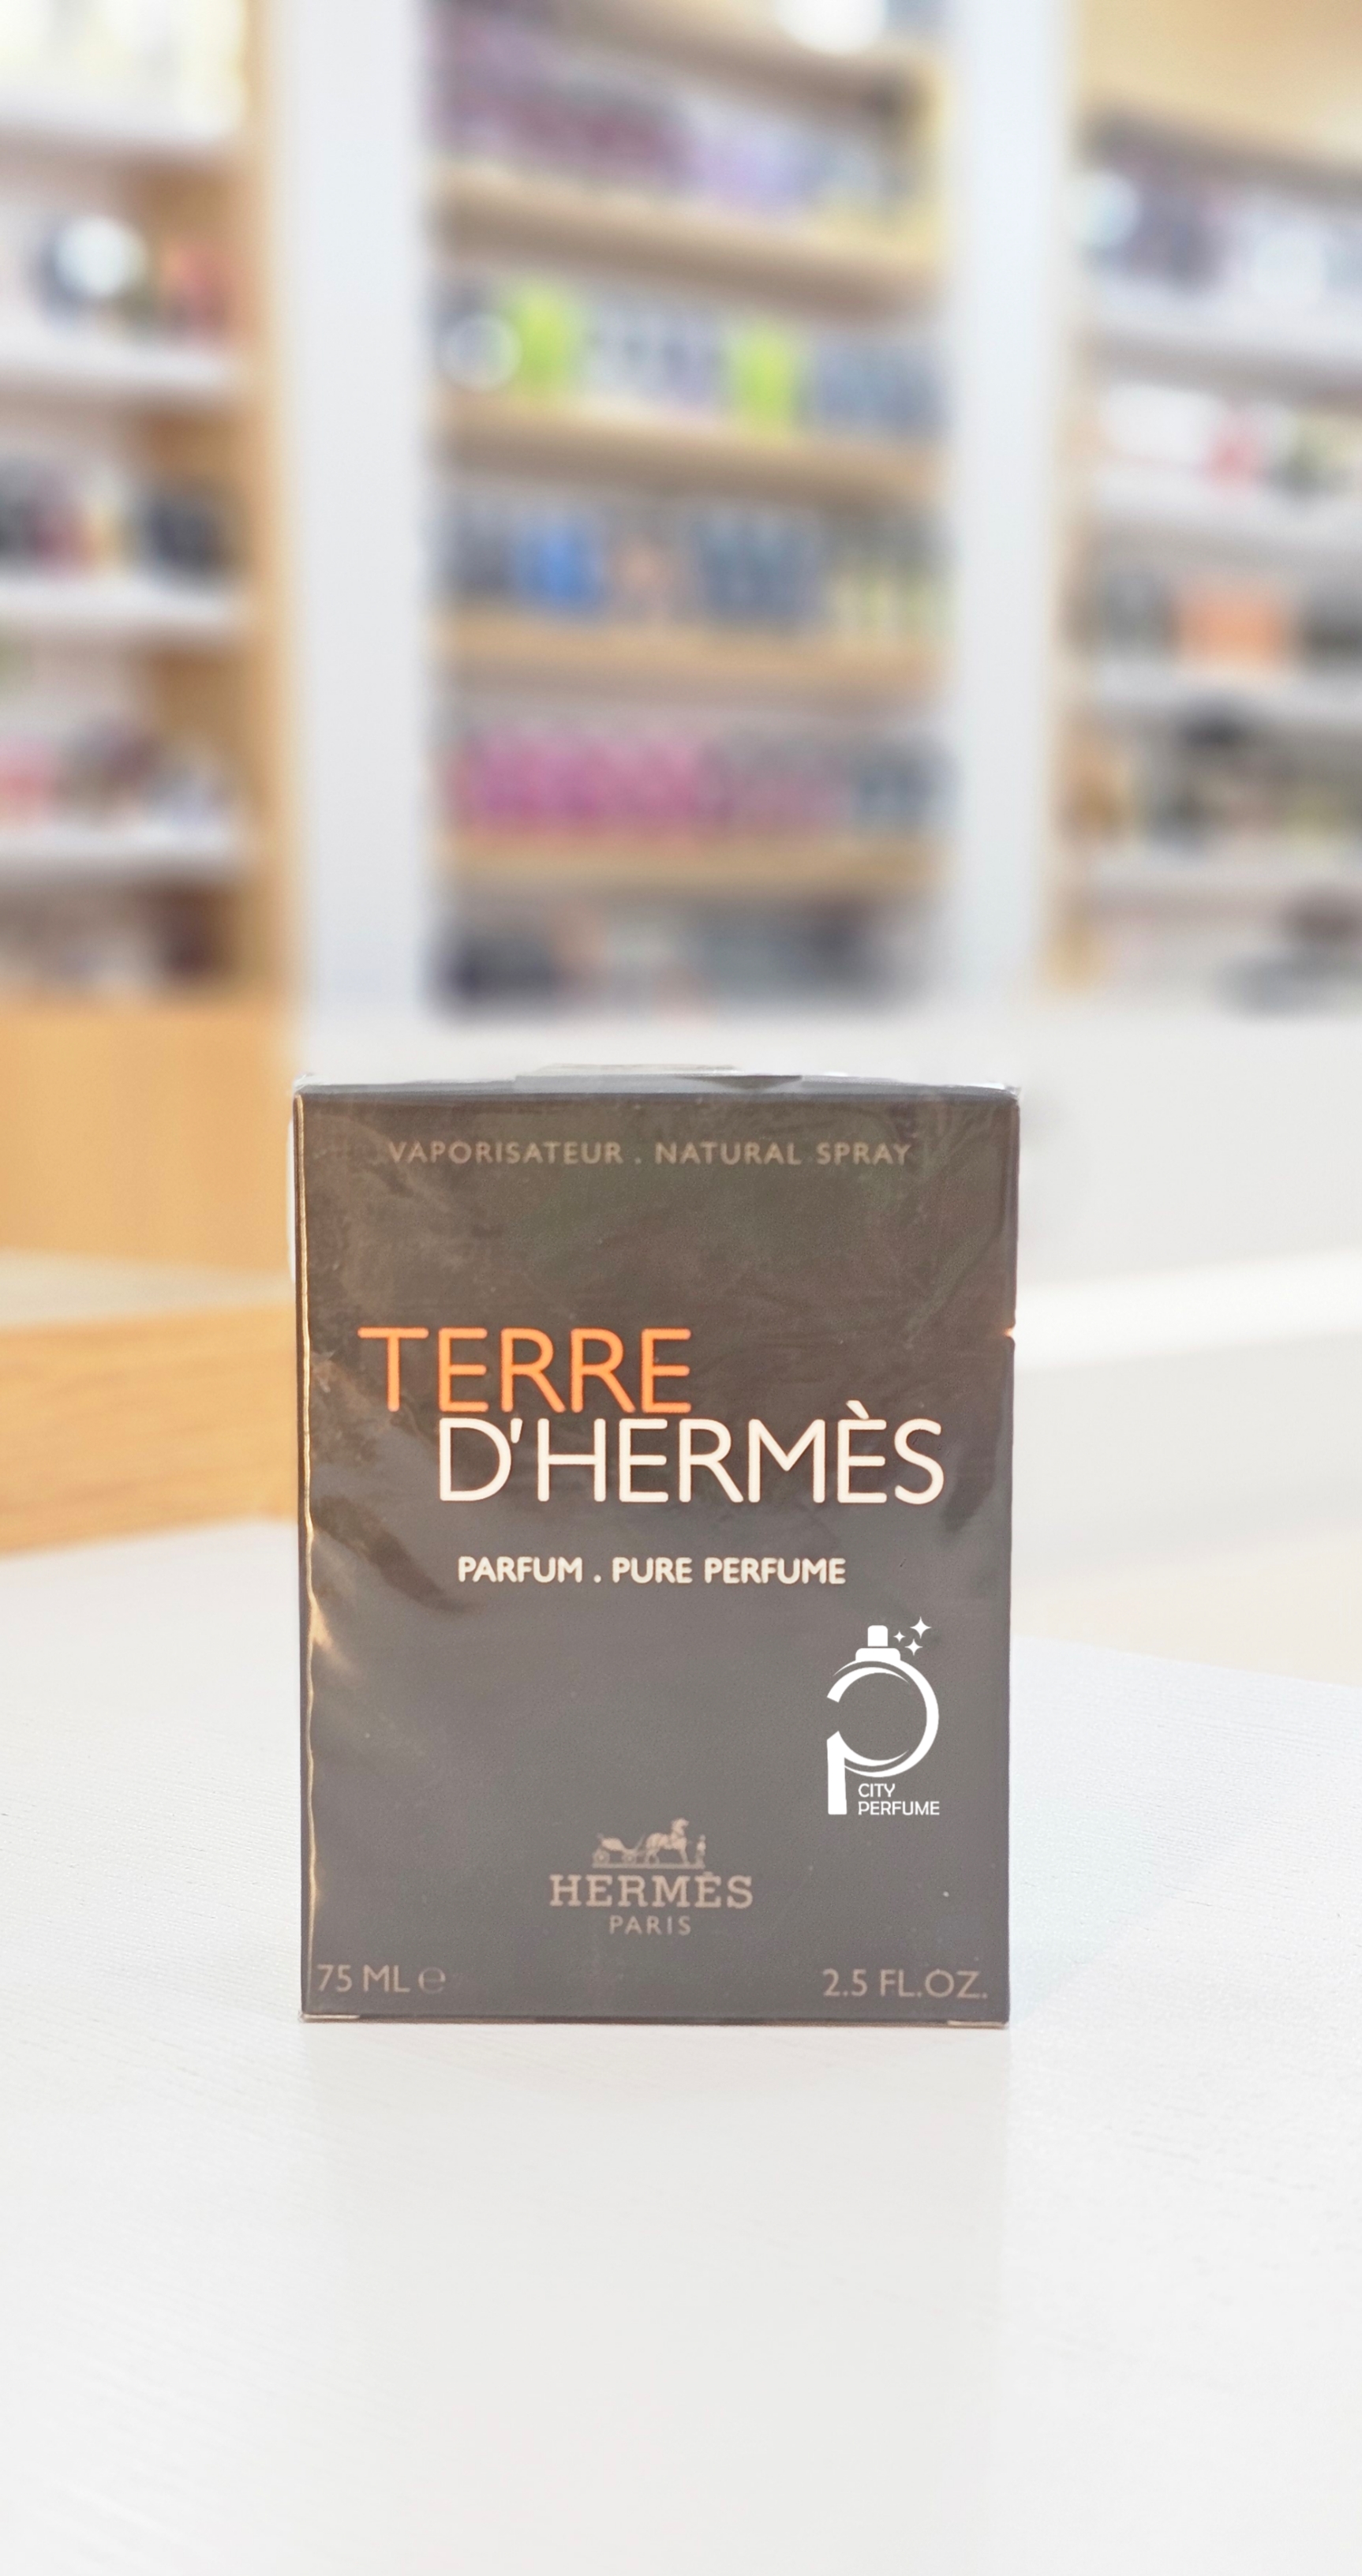 VAPORISATEUR . NATURAL SPRAY
TERRE
D'HERMÈS
PARFUM . PURE PERFUME
CITY
PERFUME
HERMÈS
PARIS
75 ML ℮
2.5 FL.OZ.